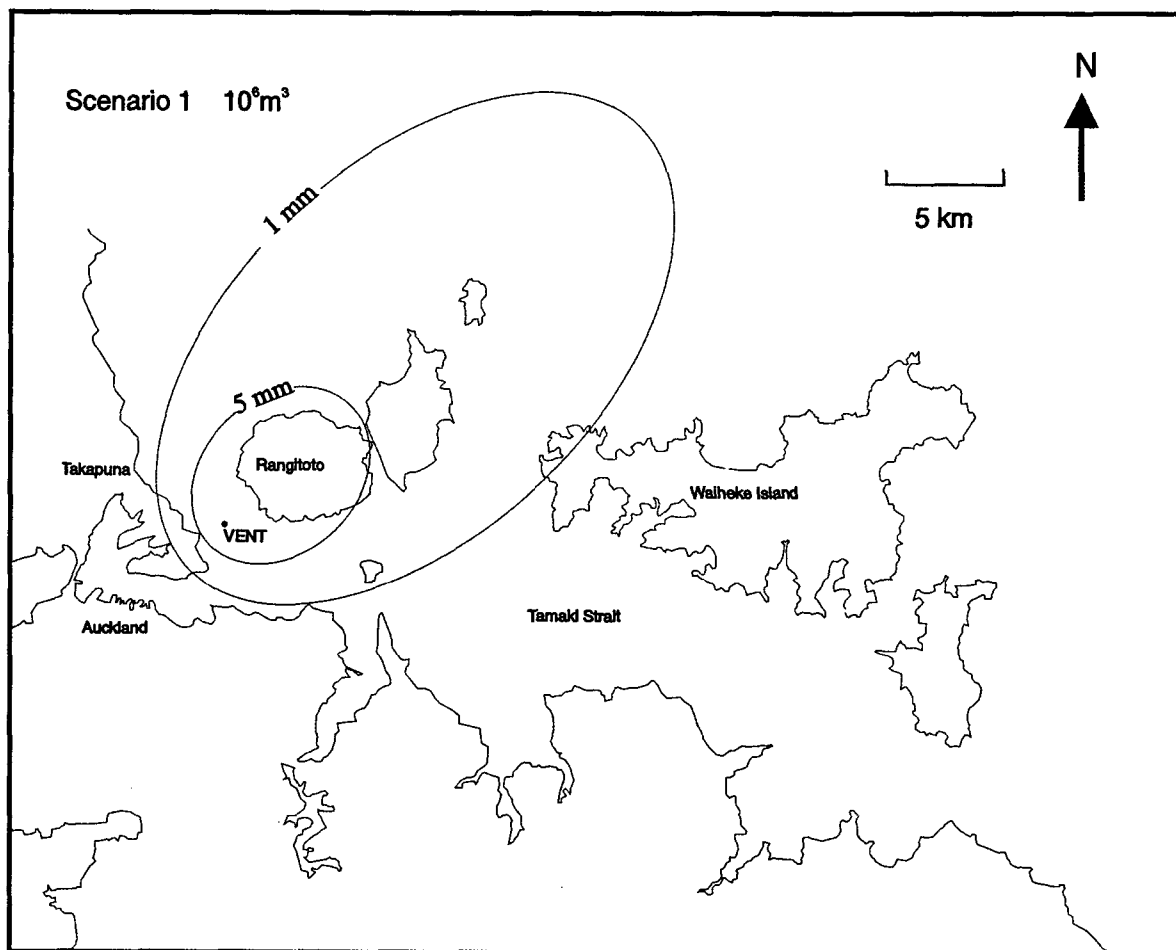 Scenario 1 10⁶m³
N
5 km
1 mm
5 mm
Takapuna
Rangitoto
VENT
Waiheke Island
Auckland
Tamaki Strait